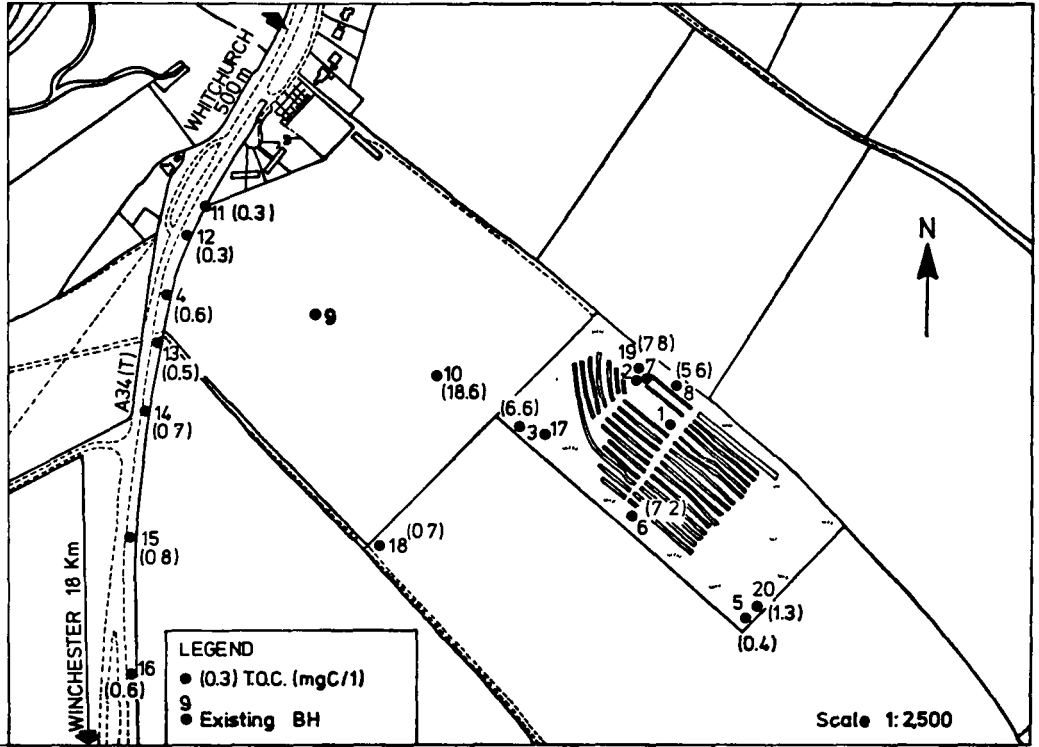 WHITCHURCH
500m
11 (0.3)
12
(0.3)
4
(0.6)
13
(0.5)
A34(T)
14
(0 7)
15
(0 8)
16
(0.6)
WINCHESTER 18 Km
9
10
(18.6)
(6.6)
3
17
18 (0 7)
19 (7 8)
2
7
(5 6)
8
1
(7 2)
6
20
(1.3)
5
(0.4)
N
LEGEND
(0.3) T.O.C. (mgC/1)
9
Existing BH
Scale 1:2,500